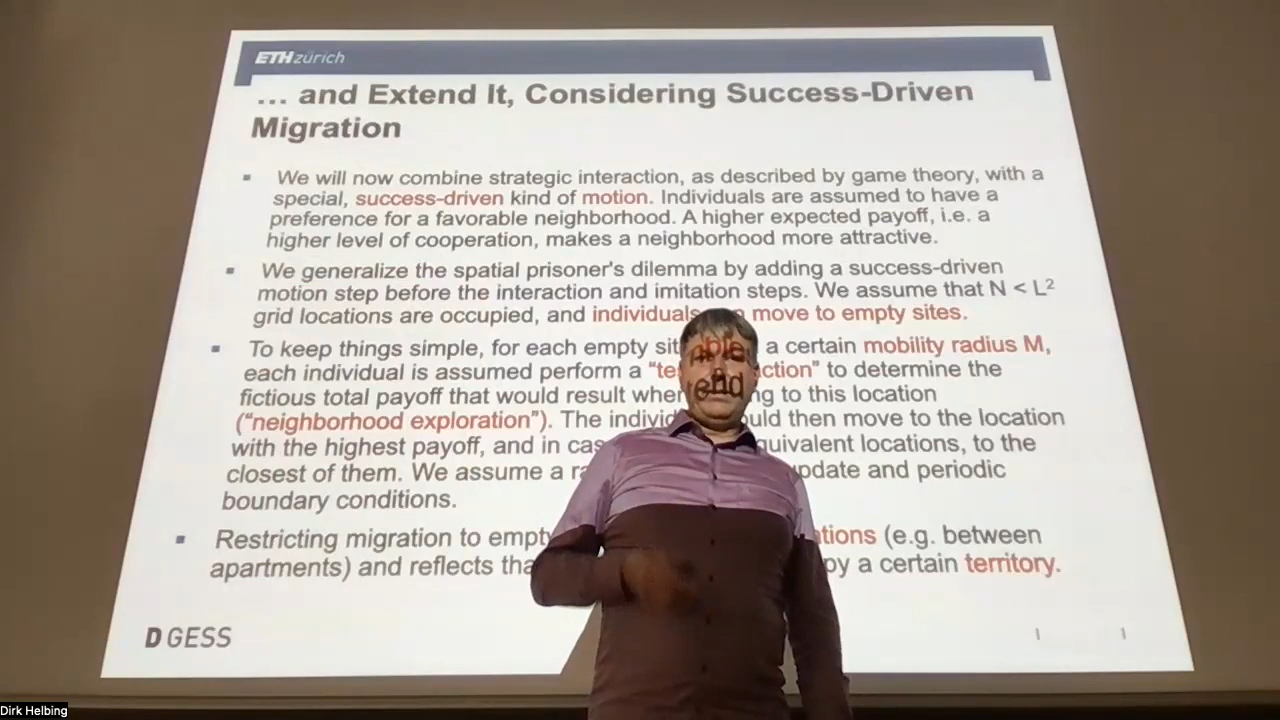 ETHzürich
... and Extend It, Considering Success-Driven
Migration
▪ We will now combine strategic interaction, as described by game theory, with a
special, success-driven kind of motion. Individuals are assumed to have a
preference for a favorable neighborhood. A higher expected payoff, i.e. a
higher level of cooperation, makes a neighborhood more attractive.
▪ We generalize the spatial prisoner's dilemma by adding a success-driven
motion step before the interaction and imitation steps. We assume that N < L²
grid locations are occupied, and individuals move to empty sites.
▪ To keep things simple, for each empty a certain mobility radius M,
each individual is assumed perform a to determine the
fictious total payoff that would result when to this location
("neighborhood exploration"). The then move to the location
with the highest payoff, and in locations, to the
closest of them. We assume a update and periodic
boundary conditions.
▪ Restricting migration to empty (e.g. between
apartments) and reflects a certain territory.
D GESS
Dirk Helbing